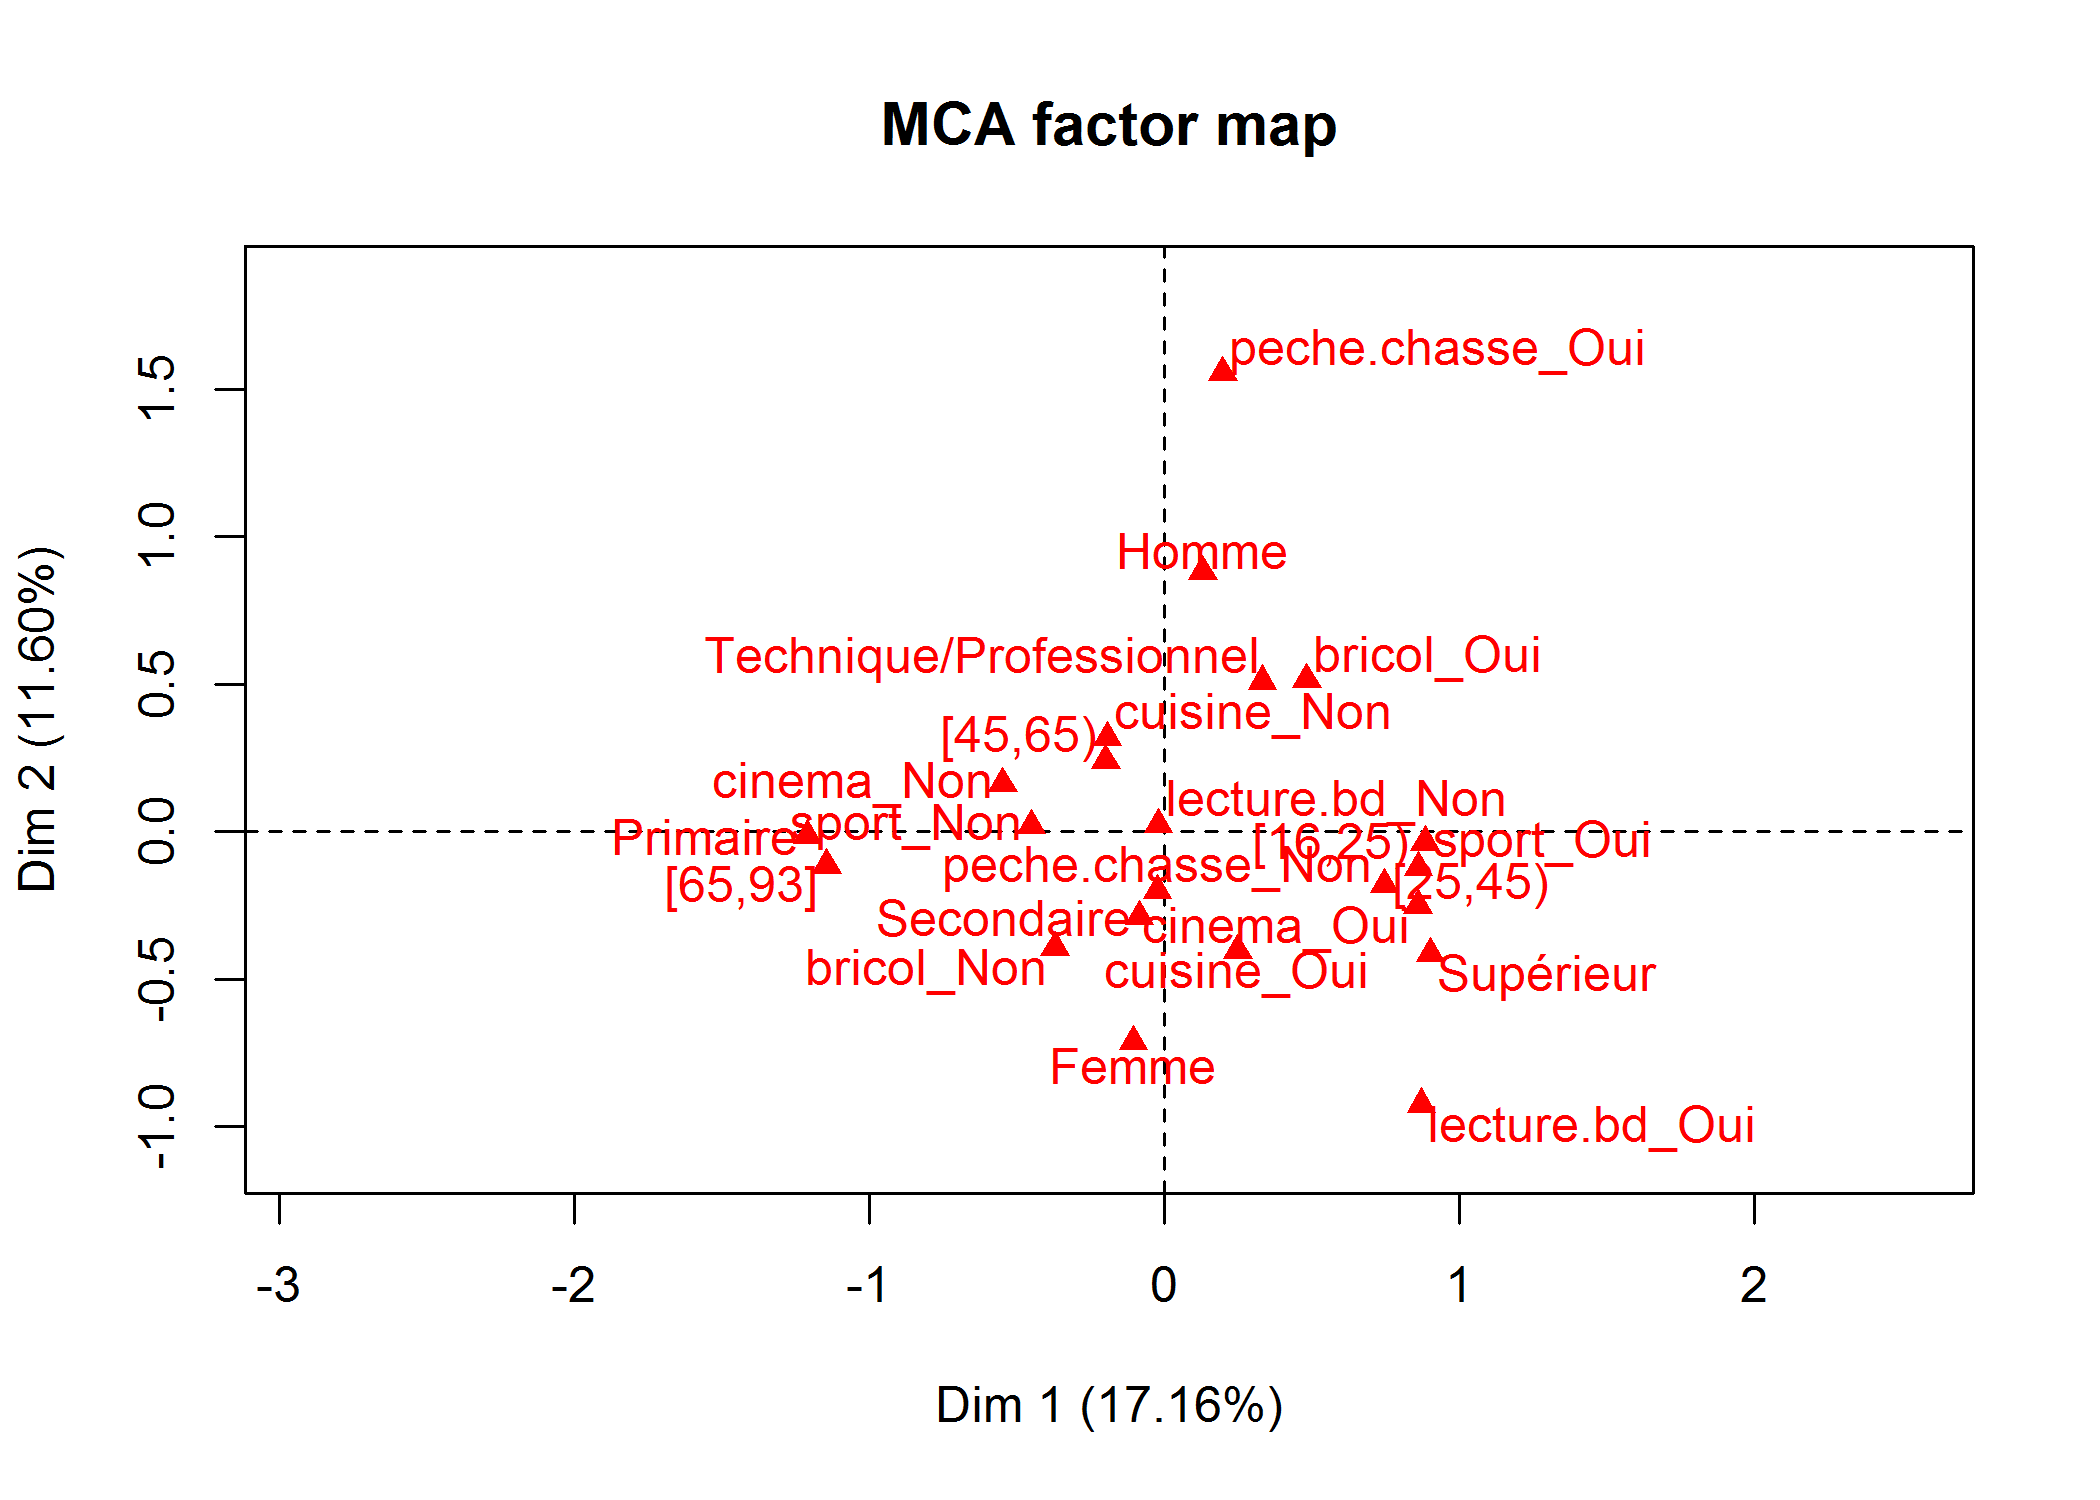 MCA factor map
Dim 2 (11.60%)
1.5
1.0
0.5
0.0
-0.5
-1.0
peche.chasse_Oui
Homme
Technique/Professionnel
bricol_Oui
cuisine_Non
[45,65)
cinema_Non
lecture.bd_Non
sport_Non
Primaire
[16,25)
sport_Oui
peche.chasse_Non
[25,45)
[65,93]
Secondaire
cinema_Oui
bricol_Non
cuisine_Oui
Supérieur
Femme
lecture.bd_Oui
-3 -2 -1 0 1 2
Dim 1 (17.16%)